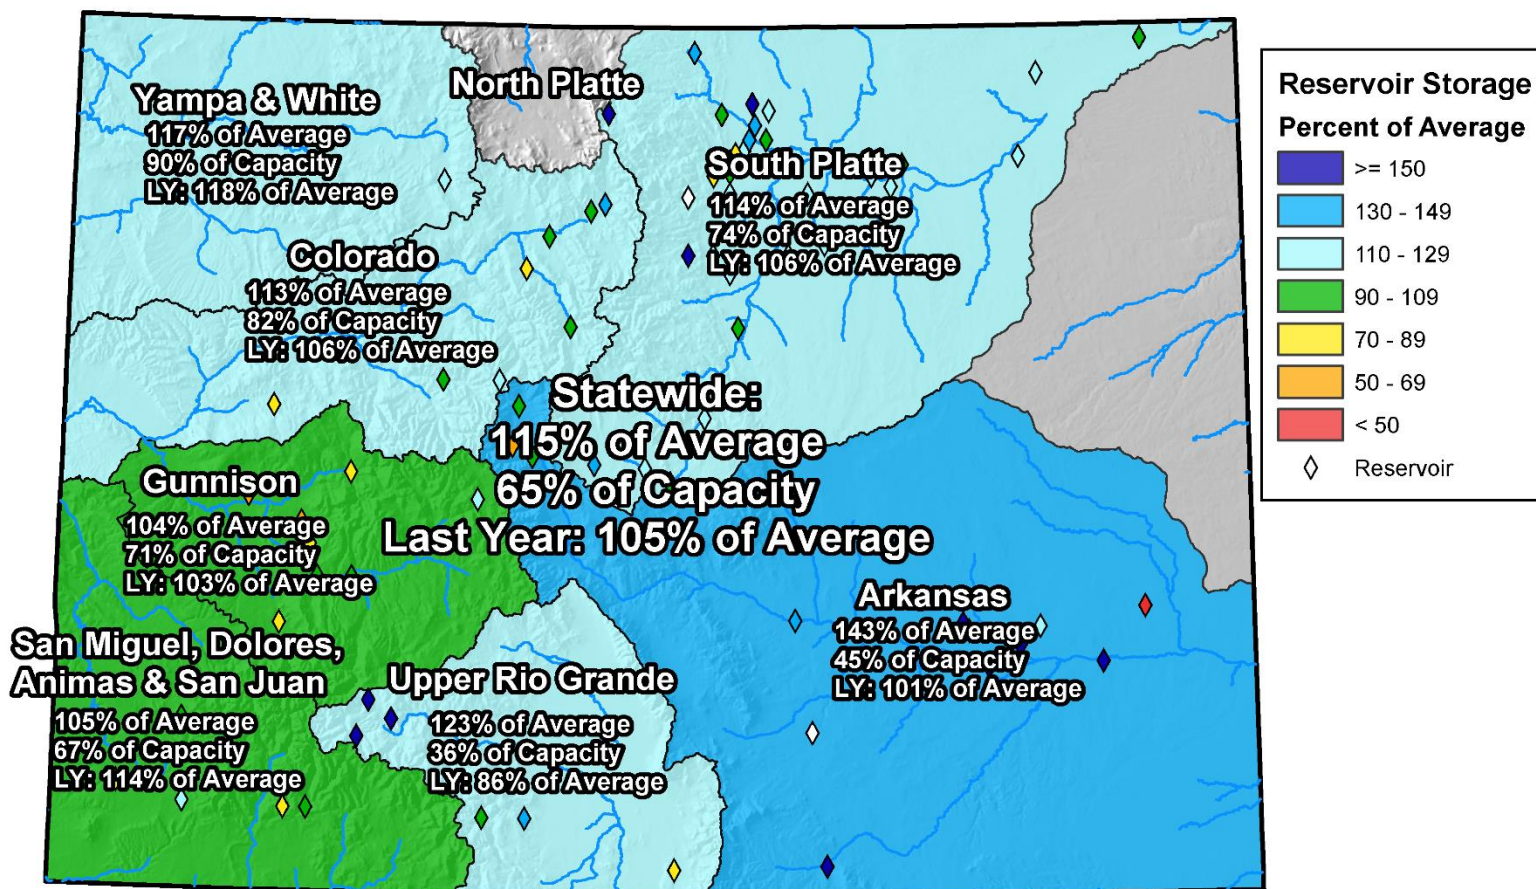 North Platte
Yampa & White
117% of Average
90% of Capacity
LY: 118% of Average
South Platte
114% of Average
74% of Capacity
LY: 106% of Average
Colorado
113% of Average
82% of Capacity
LY: 106% of Average
Statewide:
115% of Average
65% of Capacity
Last Year: 105% of Average
Gunnison
104% of Average
71% of Capacity
LY: 103% of Average
Arkansas
143% of Average
45% of Capacity
LY: 101% of Average
San Miguel, Dolores,
Animas & San Juan
105% of Average
67% of Capacity
LY: 114% of Average
Upper Rio Grande
123% of Average
36% of Capacity
LY: 86% of Average
Reservoir Storage
Percent of Average
>= 150
130 - 149
110 - 129
90 - 109
70 - 89
50 - 69
< 50
Reservoir